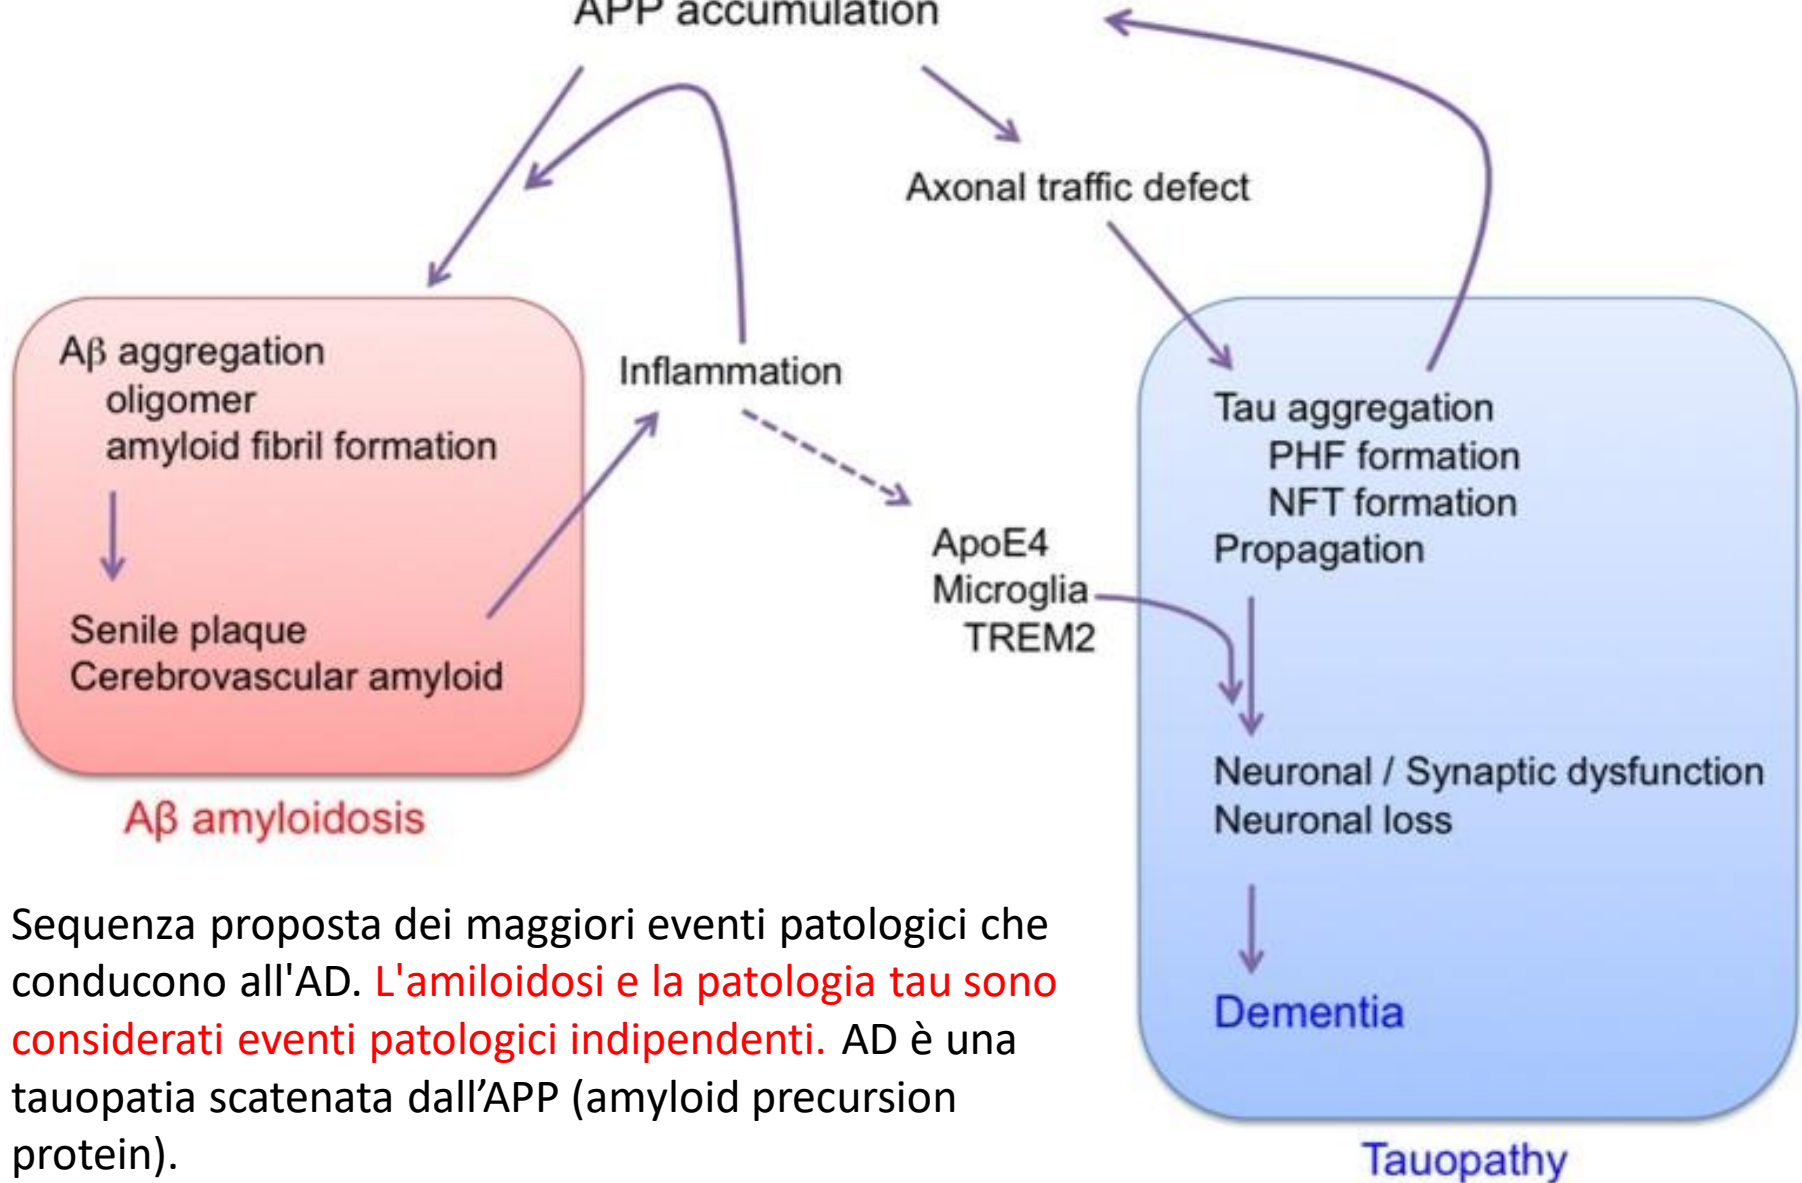 APP accumulation
Axonal traffic defect
Aβ aggregation
oligomer
amyloid fibril formation
Senile plaque
Cerebrovascular amyloid
Aβ amyloidosis
Inflammation
ApoE4
Microglia
TREM2
Tau aggregation
PHF formation
NFT formation
Propagation
Neuronal / Synaptic dysfunction
Neuronal loss
Dementia
Tauopathy
Sequenza proposta dei maggiori eventi patologici che
conducono all'AD. L'amiloidosi e la patologia tau sono
considerati eventi patologici indipendenti. AD è una
tauopatia scatenata dall’APP (amyloid precursion
protein).